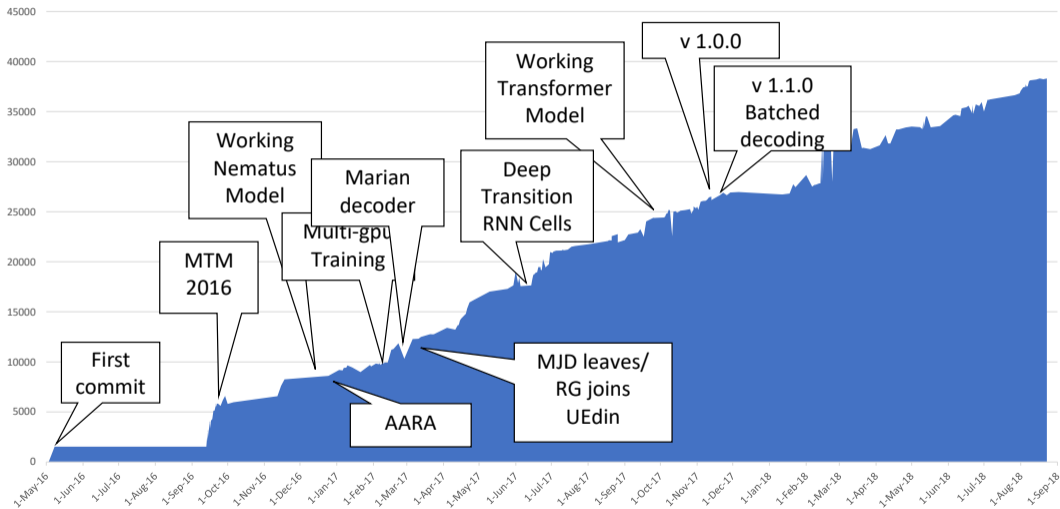 45000
40000
35000
30000
25000
20000
15000
10000
5000
0
First
commit
MTM
2016
Working
Nematus
Model
Multi-gpu
Training
Marian
decoder
AARA
Deep
Transition
RNN Cells
MJD leaves/
RG joins
UEdin
Working
Transformer
Model
v 1.0.0
v 1.1.0
Batched
decoding
1-May-16
1-Jun-16
1-Jul-16
1-Aug-16
1-Sep-16
1-Oct-16
1-Nov-16
1-Dec-16
1-Jan-17
1-Feb-17
1-Mar-17
1-Apr-17
1-May-17
1-Jun-17
1-Jul-17
1-Aug-17
1-Sep-17
1-Oct-17
1-Nov-17
1-Dec-17
1-Jan-18
1-Feb-18
1-Mar-18
1-Apr-18
1-May-18
1-Jun-18
1-Jul-18
1-Aug-18
1-Sep-18